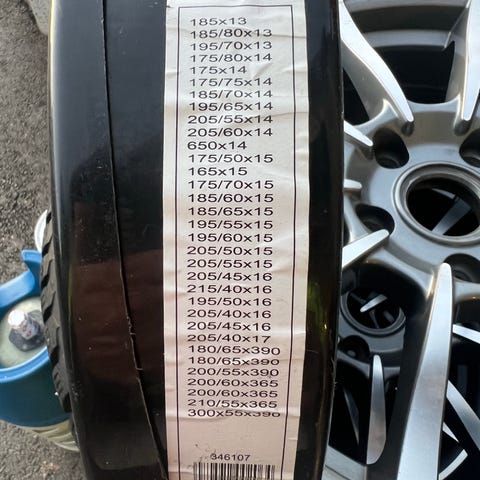 185x13
185/80x13
195/70x13
175/80x14
175x14
175/75x14
185/70x14
195/65x14
205/55x14
205/60x14
650x14
175/50x15
165x15
175/70x15
185/60x15
185/65x15
195/55x15
195/60x15
205/50x15
205/55x15
205/45x16
215/40x16
195/50x16
205/40x16
205/45x16
205/40x17
180/65x390
180/65x390
200/55x390
200/60x365
200/60x365
210/55x365
300x55x390
346107